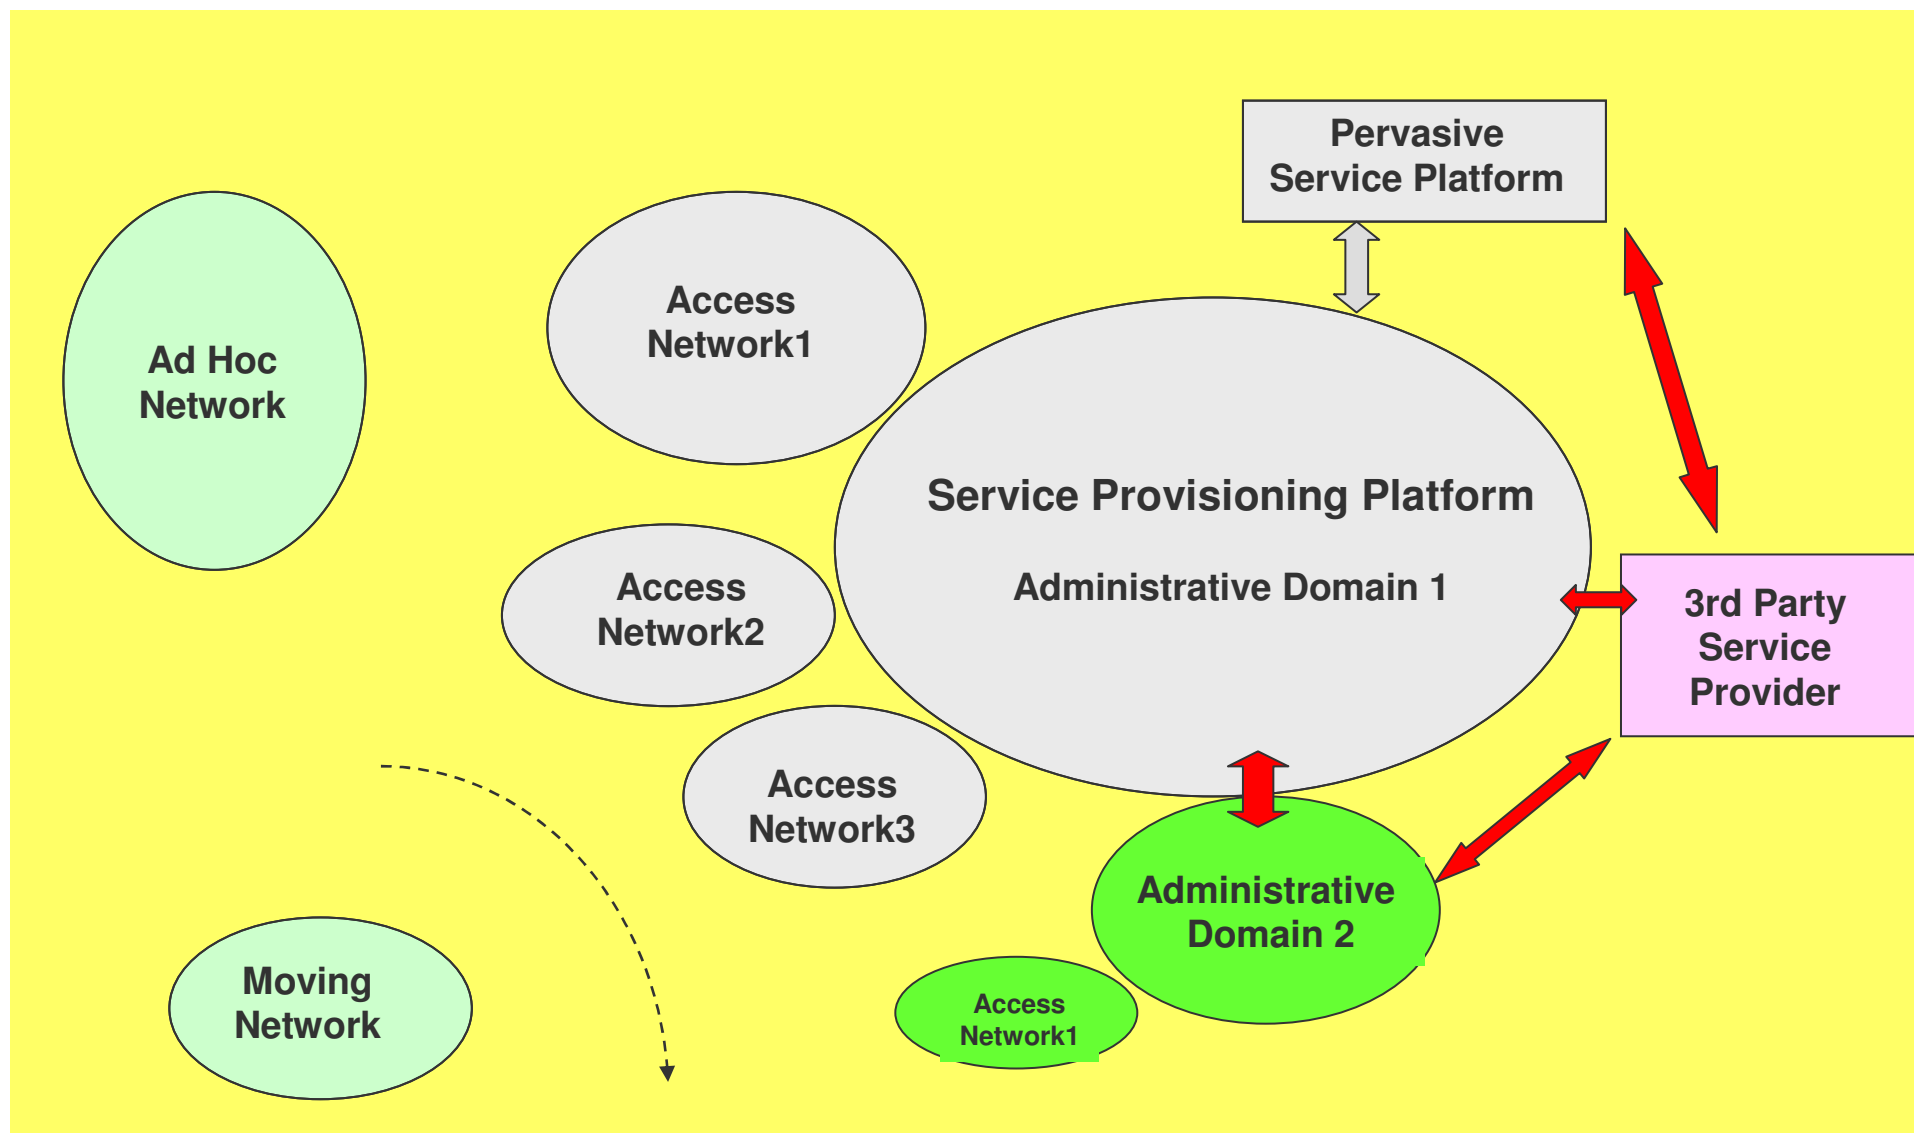 Pervasive
Service Platform
Access
Network1
Ad Hoc
Network
Service Provisioning Platform
Administrative Domain 1
Access
Network2
3rd Party
Service
Provider
Access
Network3
Administrative
Domain 2
Moving
Network
Access
Network1